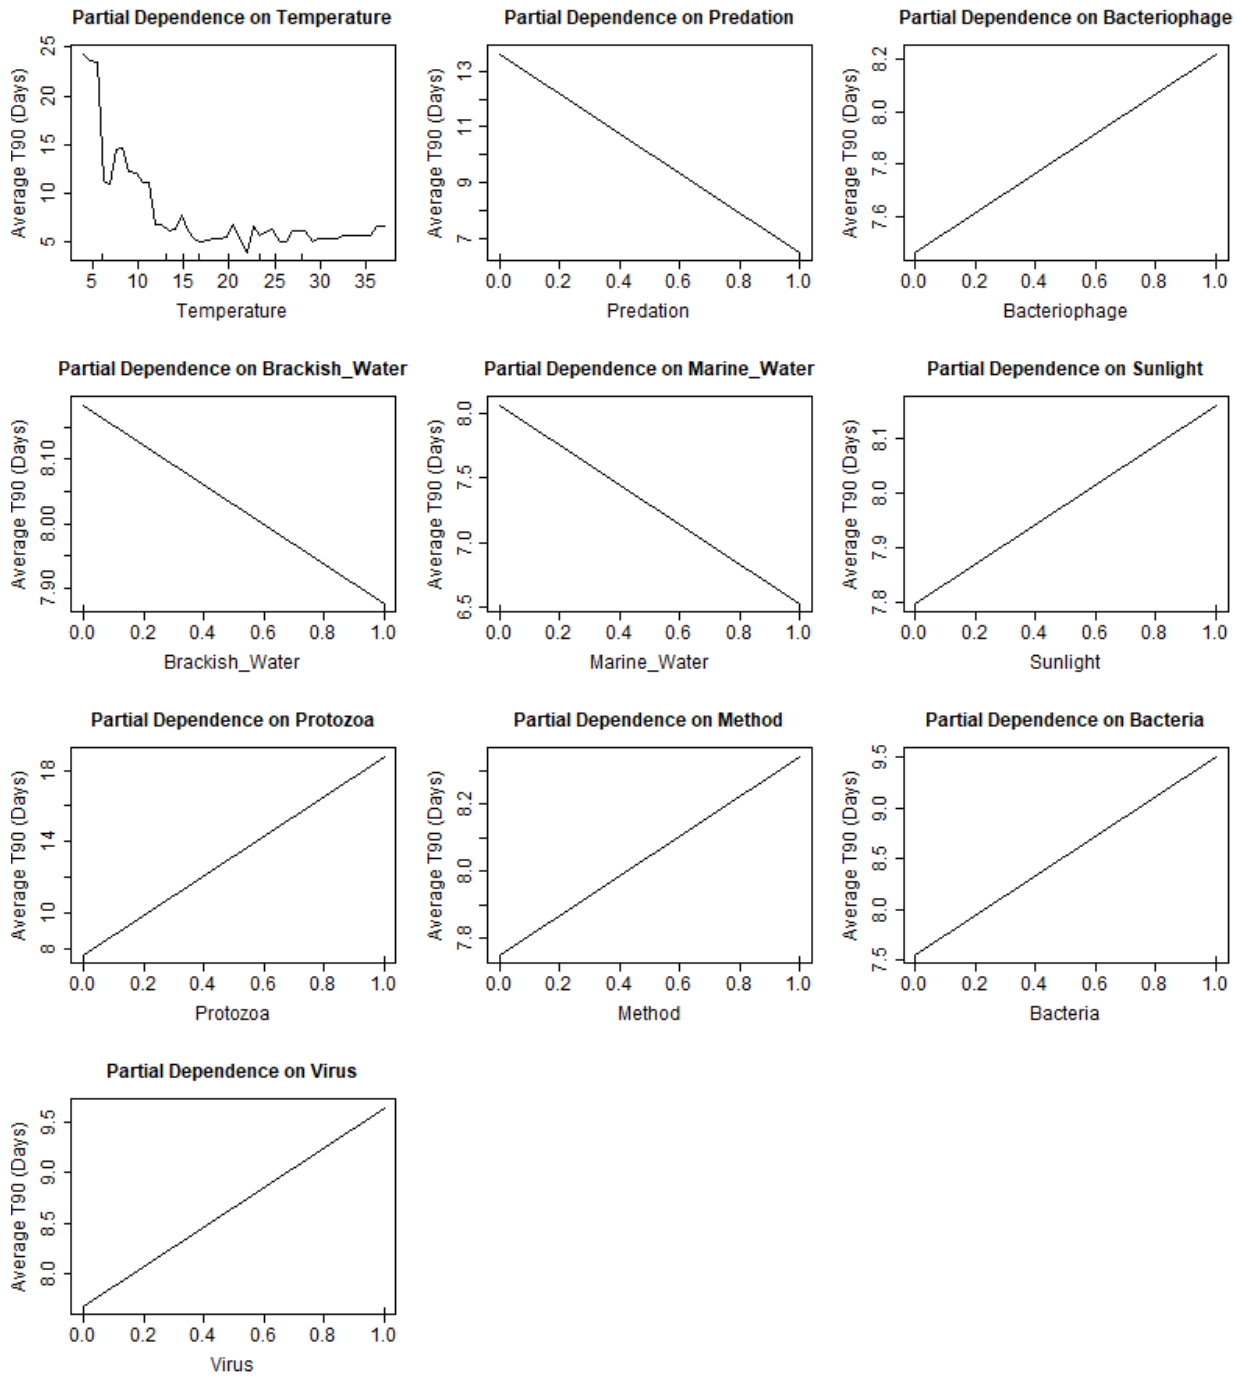 Partial Dependence on Temperature
Average T90 (Days)
25
20
15
10
5
5 10 15 20 25 30 35
Temperature
Partial Dependence on Predation
Average T90 (Days)
13
11
9
7
0.0 0.2 0.4 0.6 0.8 1.0
Predation
Partial Dependence on Bacteriophage
Average T90 (Days)
8.2
8.0
7.8
7.6
0.0 0.2 0.4 0.6 0.8 1.0
Bacteriophage
Partial Dependence on Brackish_Water
Average T90 (Days)
8.10
8.00
7.90
0.0 0.2 0.4 0.6 0.8 1.0
Brackish_Water
Partial Dependence on Marine_Water
Average T90 (Days)
8.0
7.5
7.0
6.5
0.0 0.2 0.4 0.6 0.8 1.0
Marine_Water
Partial Dependence on Sunlight
Average T90 (Days)
8.1
8.0
7.9
7.8
0.0 0.2 0.4 0.6 0.8 1.0
Sunlight
Partial Dependence on Protozoa
Average T90 (Days)
18
14
10
8
0.0 0.2 0.4 0.6 0.8 1.0
Protozoa
Partial Dependence on Method
Average T90 (Days)
8.2
8.0
7.8
0.0 0.2 0.4 0.6 0.8 1.0
Method
Partial Dependence on Bacteria
Average T90 (Days)
9.5
9.0
8.5
8.0
7.5
0.0 0.2 0.4 0.6 0.8 1.0
Bacteria
Partial Dependence on Virus
Average T90 (Days)
9.5
9.0
8.5
8.0
0.0 0.2 0.4 0.6 0.8 1.0
Virus